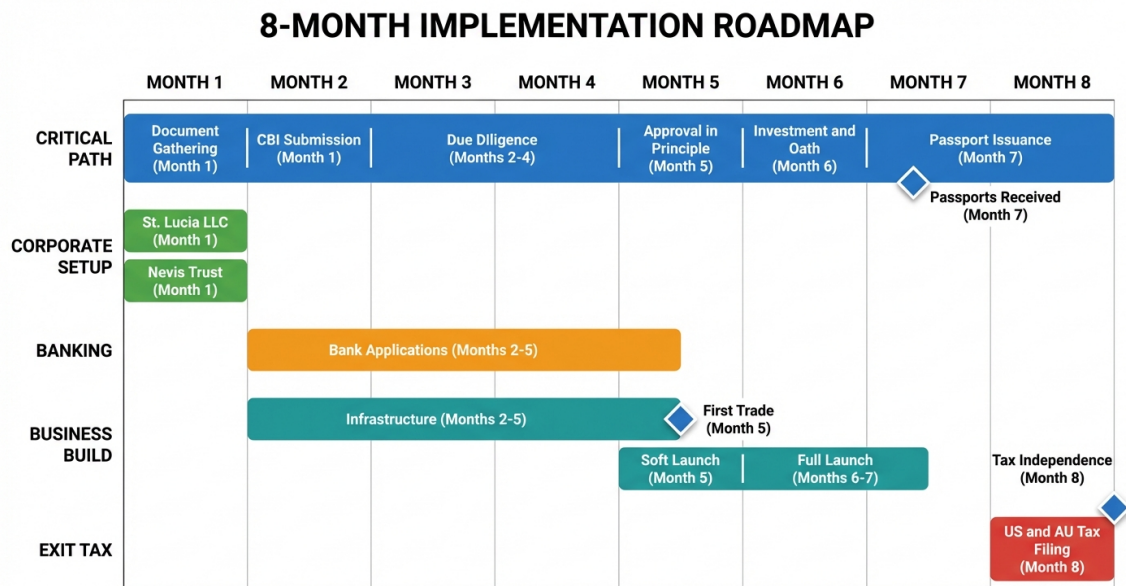 8-MONTH IMPLEMENTATION ROADMAP
MONTH 1
MONTH 2
MONTH 3
MONTH 4
MONTH 5
MONTH 6
MONTH 7
MONTH 8
CRITICAL
PATH
Document
Gathering
(Month 1)
CBI Submission
(Month 1)
Due DIligence
(Months 2-4)
Approval in
Principle
(Month 5)
Investment and
Oath
(Month 6)
Passport Issuance
(Month 7)
Passports Received
(Month 7)
CORPORATE
SETUP
St. Lucia LLC
(Month 1)
Nevis Trust
(Month 1)
BANKING
Bank Applications (Months 2-5)
BUSINESS
BUILD
Infrastructure (Months 2-5)
First Trade
(Month 5)
Soft Launch
(Month 5)
Full Launch
(Months 6-7)
Tax Independence
(Month 8)
EXIT TAX
US and AU Tax
Filing
(Month 8)